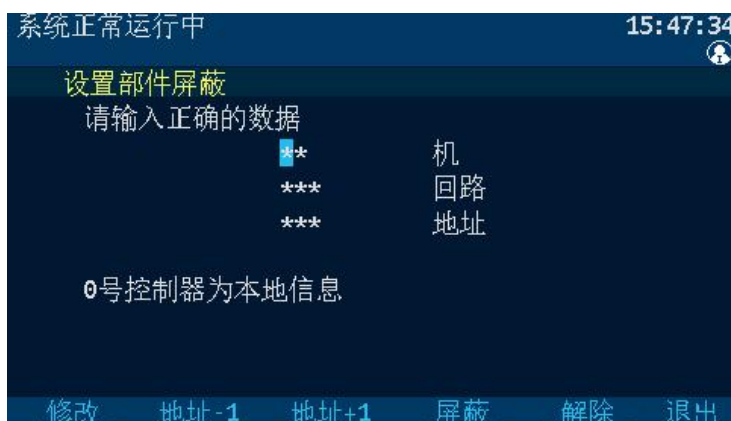 系统正常运行中 15:47:34
设置部件屏蔽
请输入正确的数据
** 机
*** 回路
*** 地址
0号控制器为本地信息
修改 地址-1 地址+1 屏蔽 解除 退出